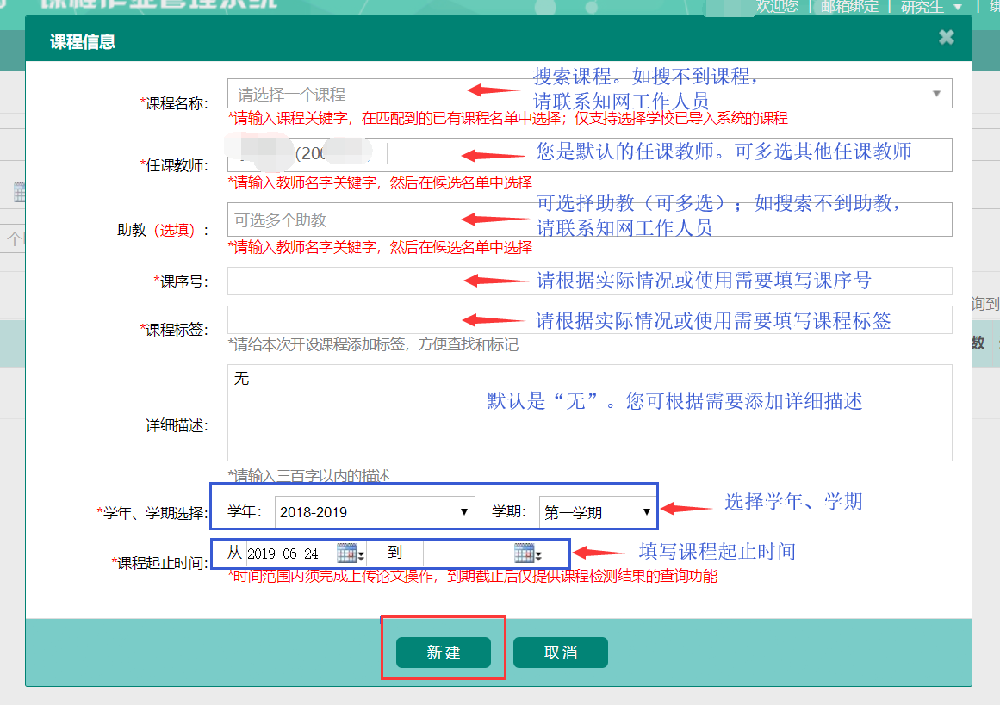 课程作业管理系统
欢迎您 | 邮箱绑定 | 研究生
课程信息
*课程名称:
请选择一个课程
搜索课程。如搜不到课程，
请联系知网工作人员
*请输入课程关键字，在匹配到的已有课程名单中选择；仅支持选择学校已导入系统的课程
*任课教师:
(200
您是默认的任课教师。可多选其他任课教师
*请输入教师名字关键字，然后在候选名单中选择
助教（选填）:
可选多个助教
可选择助教（可多选）；如搜索不到助教，
请联系知网工作人员
*请输入教师名字关键字，然后在候选名单中选择
*课序号:
请根据实际情况或使用需要填写课序号
询到
*课程标签:
请根据实际情况或使用需要填写课程标签
*请给本次开设课程添加标签，方便查找和标记
数
详细描述:
无
默认是“无”。您可根据需要添加详细描述
*请输入三百字以内的描述
*学年、学期选择:
学年: 2018-2019 学期: 第一学期
选择学年、学期
*课程起止时间:
从 2019-06-24 到
填写课程起止时间
*时间范围内须完成上传论文操作，到期截止后仅提供课程检测结果的查询功能
新建 取消